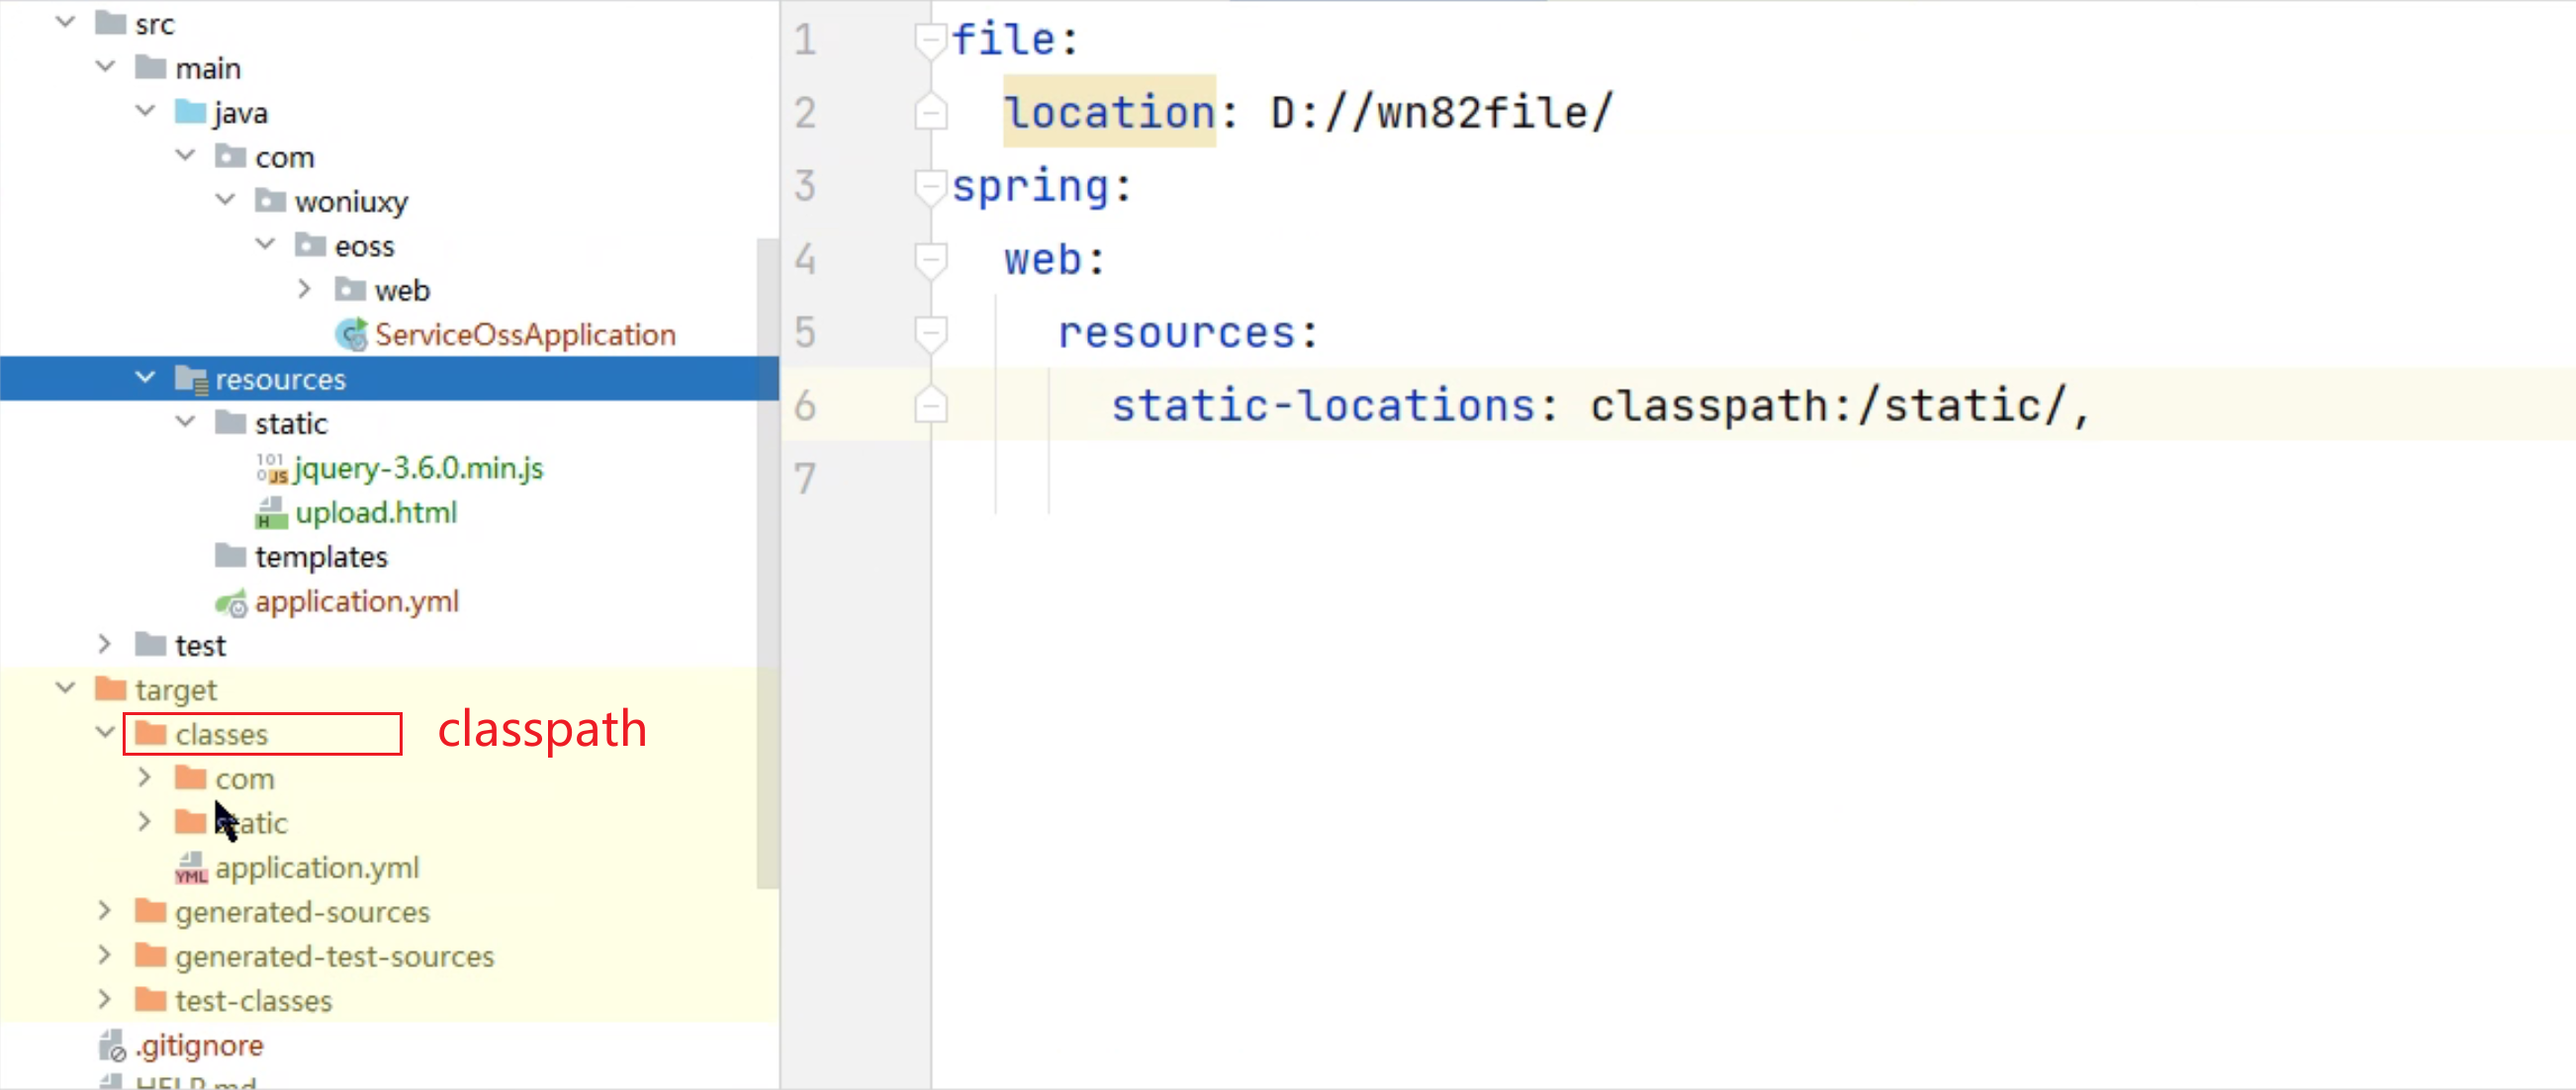 src
main
java
com
woniuxy
eoss
web
ServiceOssApplication
resources
static
jquery-3.6.0.min.js
upload.html
templates
application.yml
test
target
classes
classpath
com
static
application.yml
generated-sources
generated-test-sources
test-classes
.gitignore
HELP.md
1 file:
2 location: D://wn82file/
3 spring:
4 web:
5 resources:
6 static-locations: classpath:/static/,
7